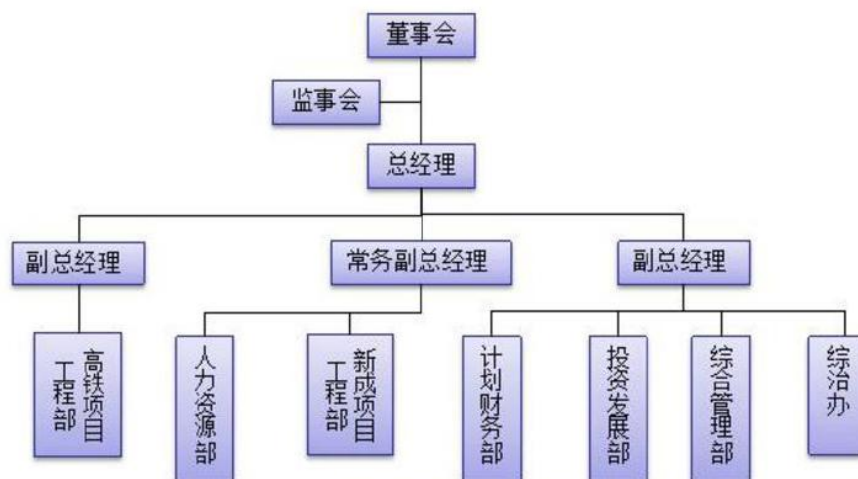 董事会
监事会
总经理
副总经理
常务副总经理
副总经理
高铁项目
工程部
人力资源部
新成项目
工程部
计划财务部
投资发展部
综合管理部
综治办